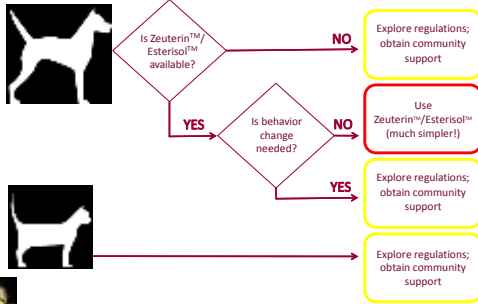 Is Zeuterin™/
Esterisol™
available?
NO
Explore regulations;
obtain community
support
YES
Is behavior
change
needed?
NO
Use
Zeuterin™/Esterisol™
(much simpler!)
YES
Explore regulations;
obtain community
support
Explore regulations;
obtain community
support